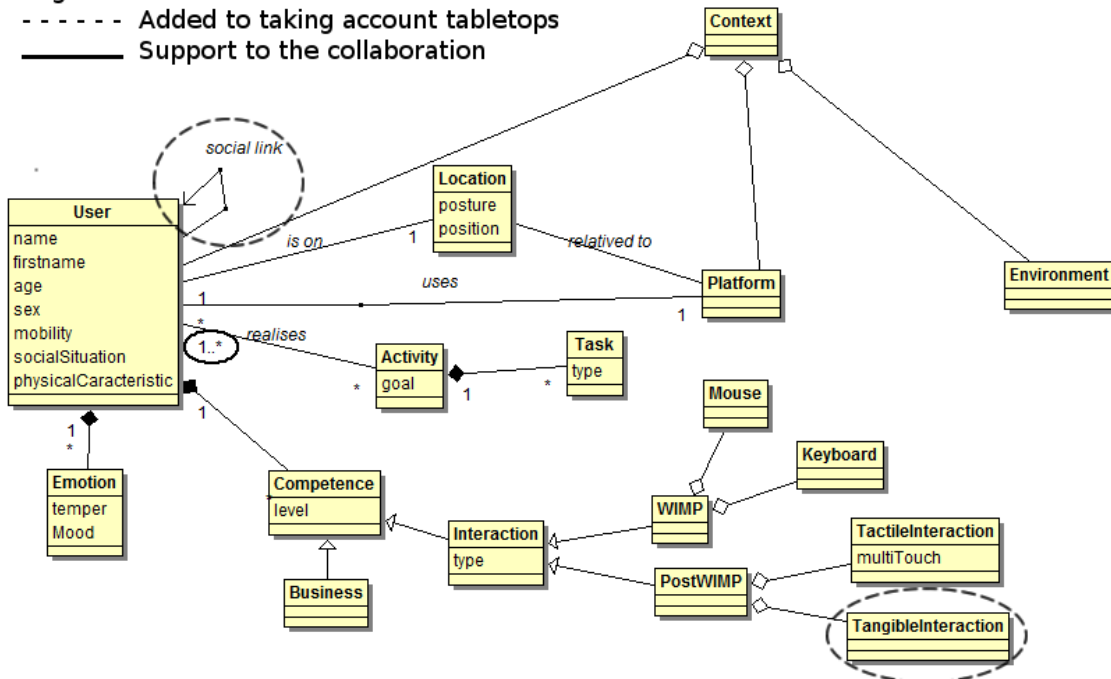 Added to taking account tabletops
Support to the collaboration
Context
social link
Location
posture
position
User
name
firstname
age
sex
mobility
socialSituation
physicalCaracteristic
is on
1
relatived to
Platform
Environment
uses
1
1
*
1..*
realises
Activity
goal
*
1
*
Task
type
1
*
1
Emotion
temper
Mood
Competence
level
Business
Interaction
type
Mouse
Keyboard
WIMP
PostWIMP
TactileInteraction
multiTouch
TangibleInteraction